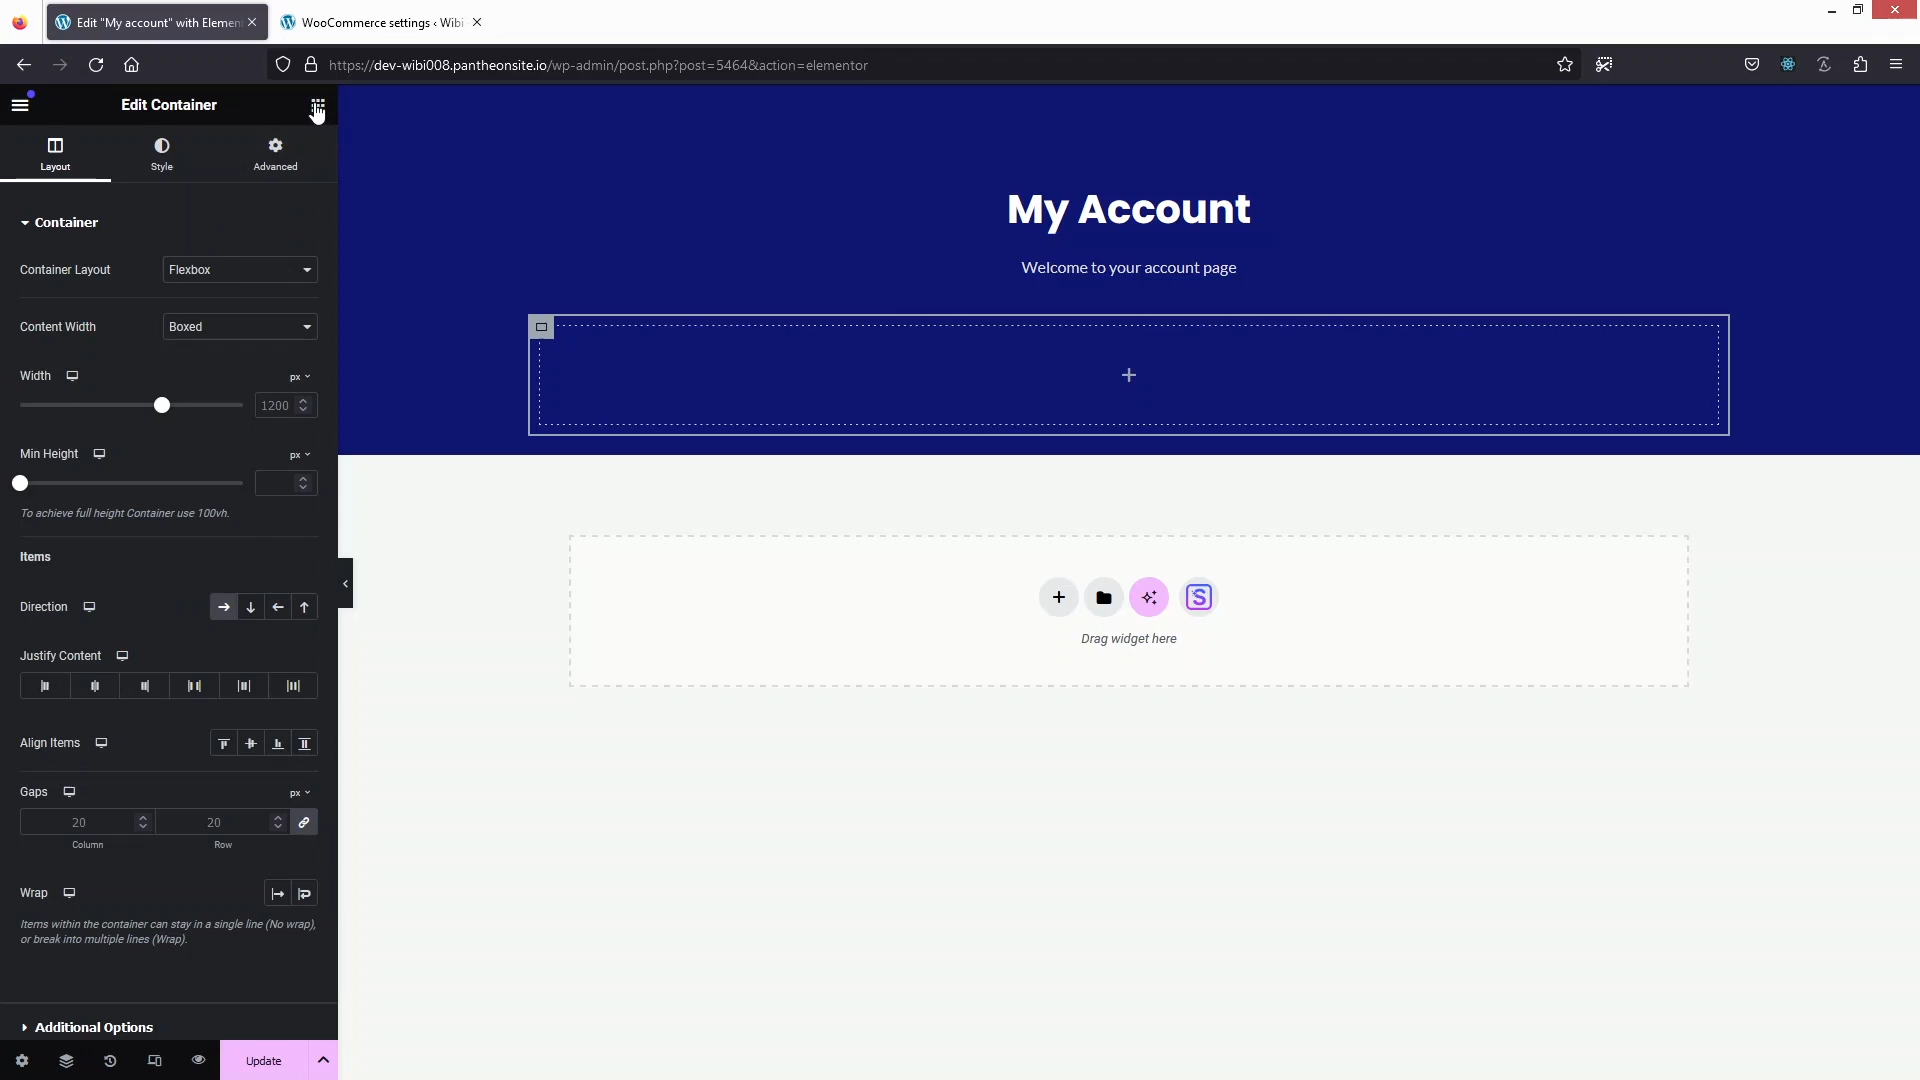 Edit "My account" with Elemen
WooCommerce settings ‹ Wibi
https://dev-wibi008.pantheonsite.io/wp-admin/post.php?post=5464&action=elementor
Edit Container
Layout
Style
Advanced
Container
Container Layout
Flexbox
Content Width
Boxed
Width
px
1200
Min Height
px
To achieve full height Container use 100vh.
Items
Direction
Justify Content
Align Items
Gaps
px
20
20
Column
Row
Wrap
Items within the container can stay in a single line (No wrap),
or break into multiple lines (Wrap).
Additional Options
Update
My Account
Welcome to your account page
Drag widget here